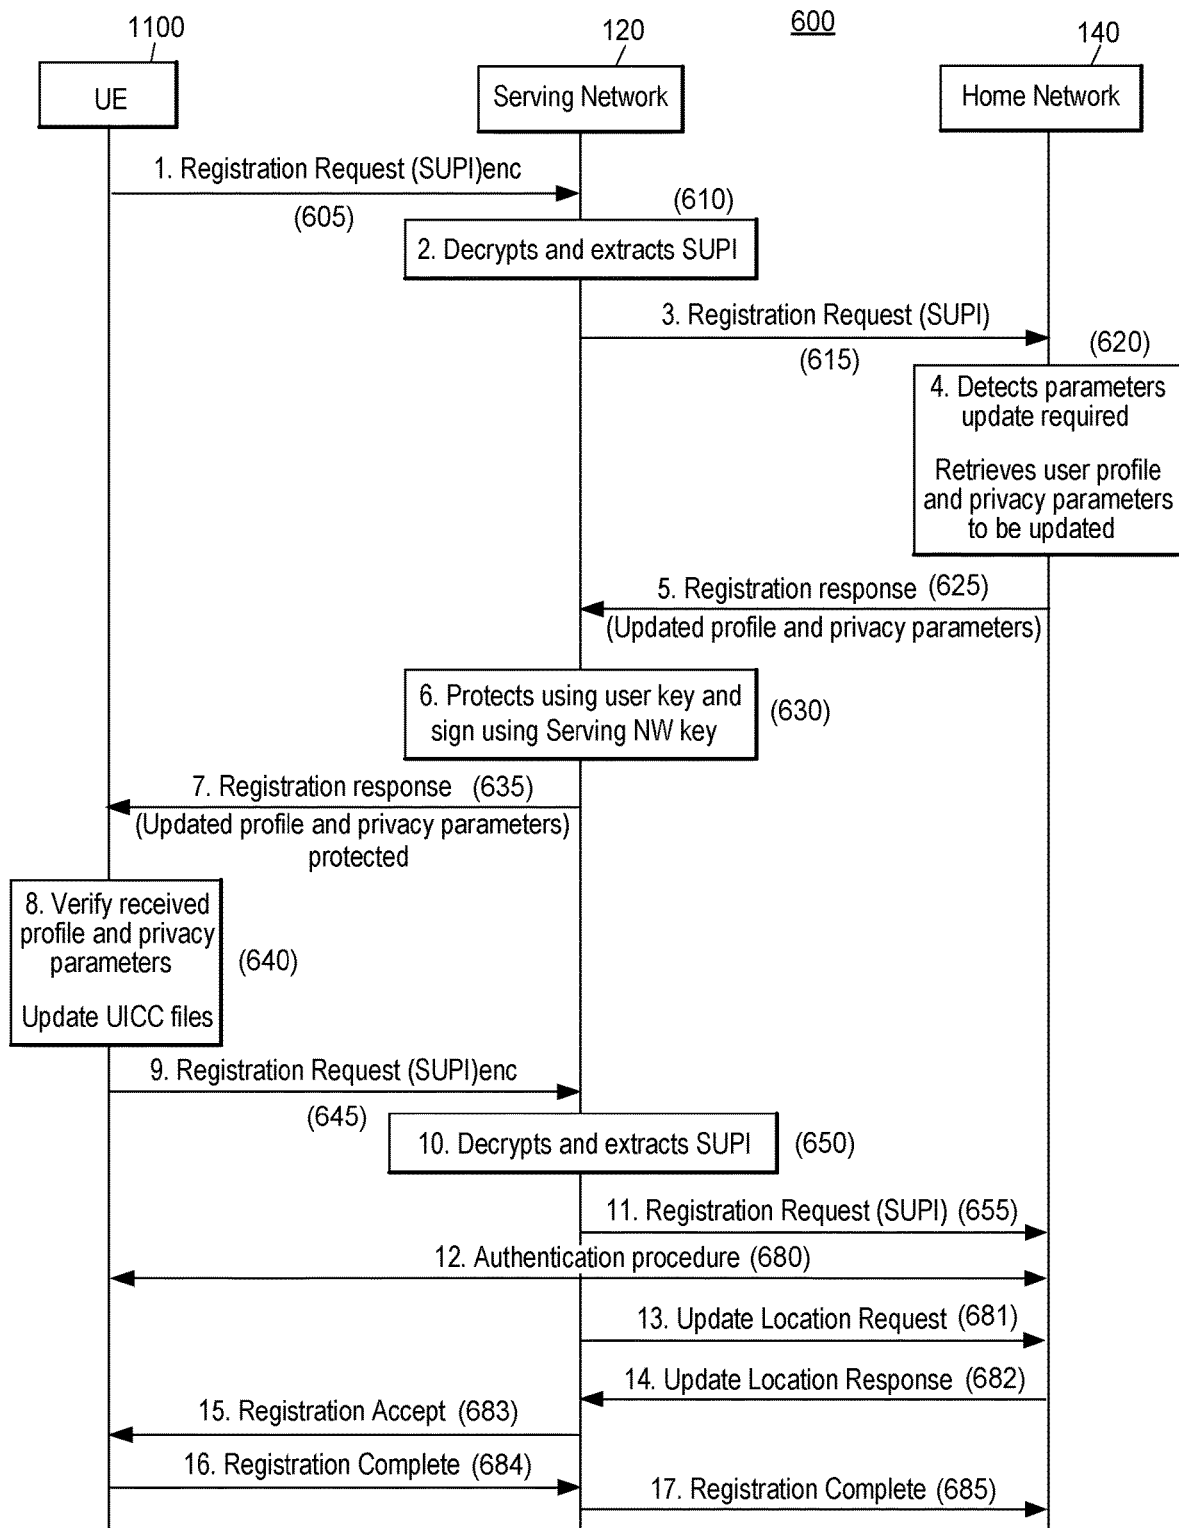 600
1100
120
140
UE
Serving Network
Home Network
1. Registration Request (SUPI)enc
(605)
(610)
2. Decrypts and extracts SUPI
3. Registration Request (SUPI)
(615)
(620)
4. Detects parameters
update required
Retrieves user profile
and privacy parameters
to be updated
5. Registration response (625)
(Updated profile and privacy parameters)
6. Protects using user key and
sign using Serving NW key
(630)
7. Registration response (635)
(Updated profile and privacy parameters)
protected
8. Verify received
profile and privacy
parameters
Update UICC files
(640)
9. Registration Request (SUPI)enc
(645)
10. Decrypts and extracts SUPI
(650)
11. Registration Request (SUPI) (655)
12. Authentication procedure (680)
13. Update Location Request (681)
14. Update Location Response (682)
15. Registration Accept (683)
16. Registration Complete (684)
17. Registration Complete (685)